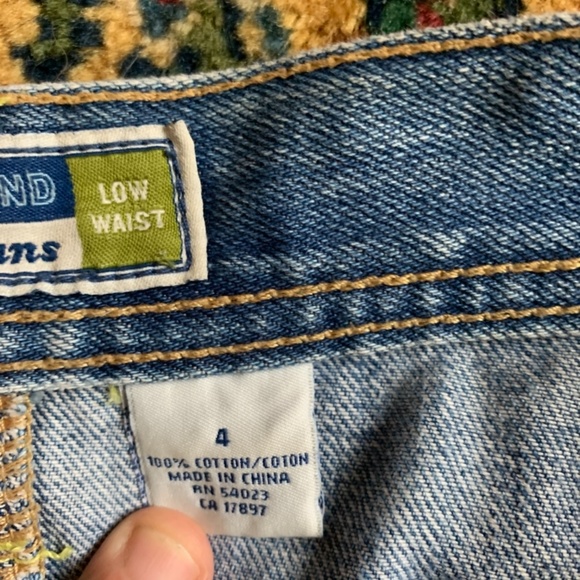 ND
LOW
WAIST
ans
4
100% COTTON/COTON
MADE IN CHINA
RN 54023
CA 17897